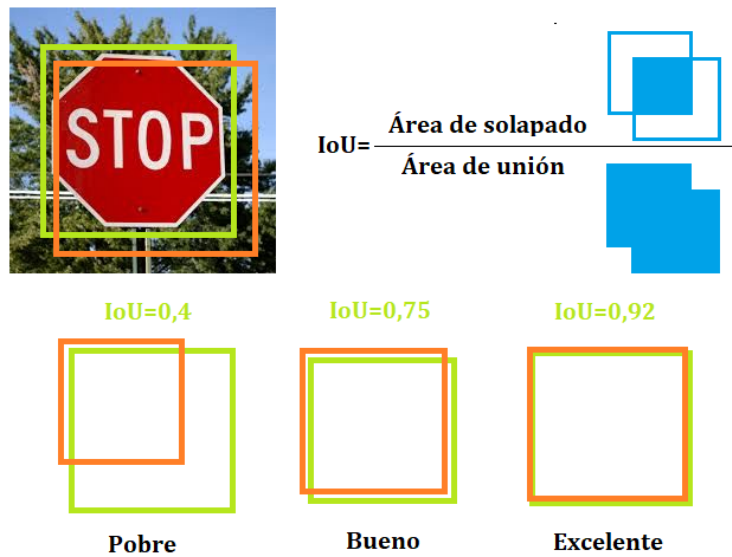 STOP
IoU=
Área de solapado
Área de unión
IoU=0,4
IoU=0,75
IoU=0,92
Pobre
Bueno
Excelente